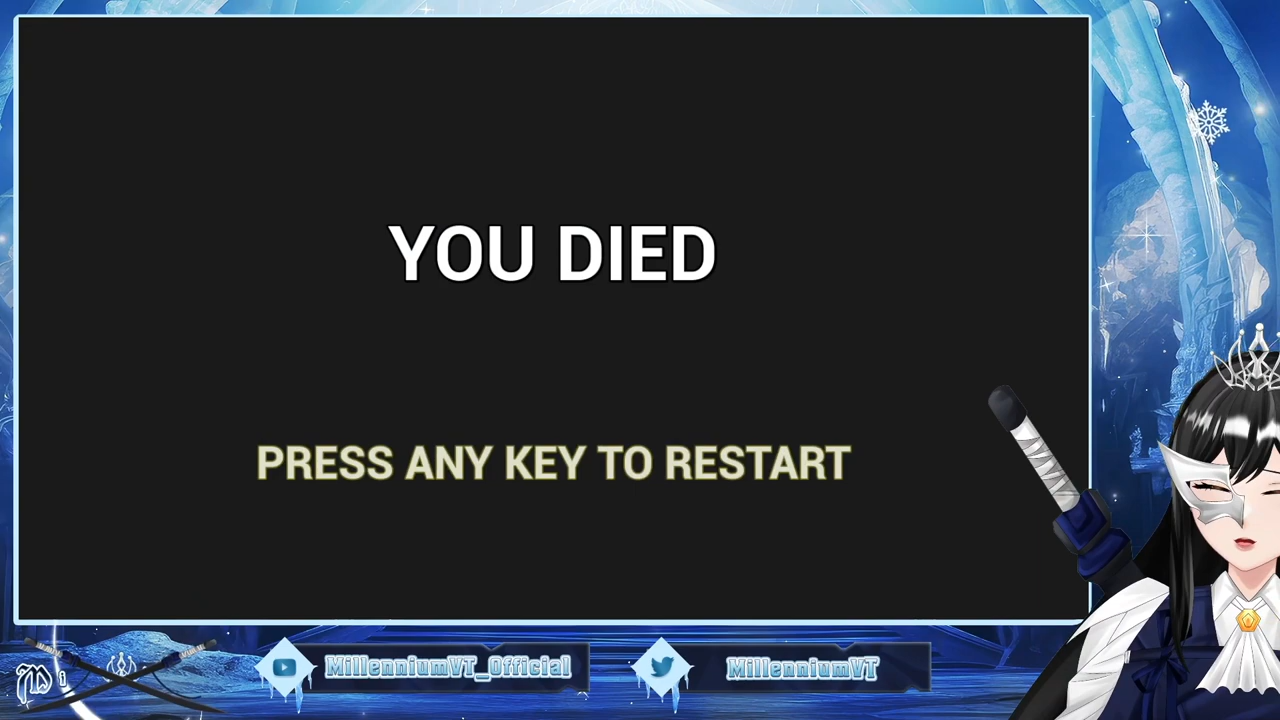 YOU DIED
PRESS ANY KEY TO RESTART
MillenniumVT_Official
MillenniumVT